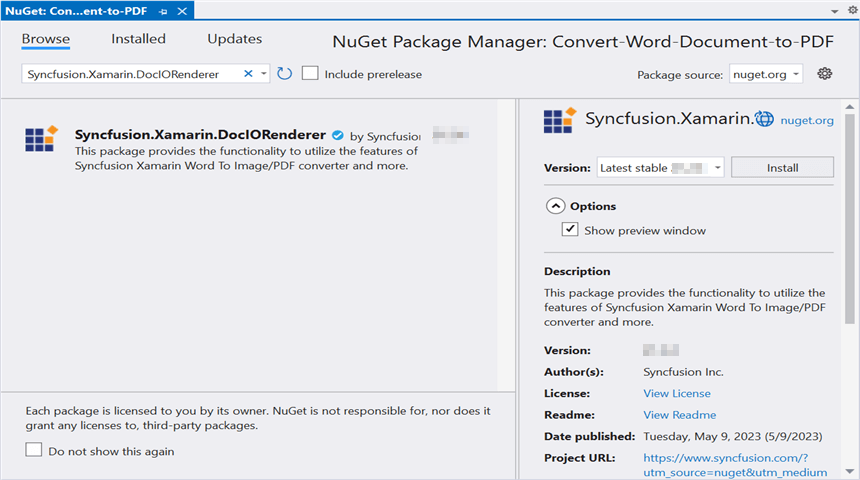 NuGet: Con...ent-to-PDF
Browse
Installed
Updates
NuGet Package Manager: Convert-Word-Document-to-PDF
Syncfusion.Xamarin.DocIORenderer
Include prerelease
Package source:
nuget.org
Syncfusion.Xamarin.DocIORenderer by Syncfusion
This package provides the functionality to utilize the features of
Syncfusion Xamarin Word To Image/PDF converter and more.
Each package is licensed to you by its owner. NuGet is not responsible for, nor does it
grant any licenses to, third-party packages.
Do not show this again
Syncfusion.Xamarin.
nuget.org
Version:
Latest stable
Install
Options
Show preview window
Description
This package provides the functionality to utilize the
features of Syncfusion Xamarin Word To Image/PDF
converter and more.
Version:
Author(s): Syncfusion Inc.
License: View License
Readme: View Readme
Date published: Tuesday, May 9, 2023 (5/9/2023)
Project URL: https://www.syncfusion.com/?
utm_source=nuget&utm_medium